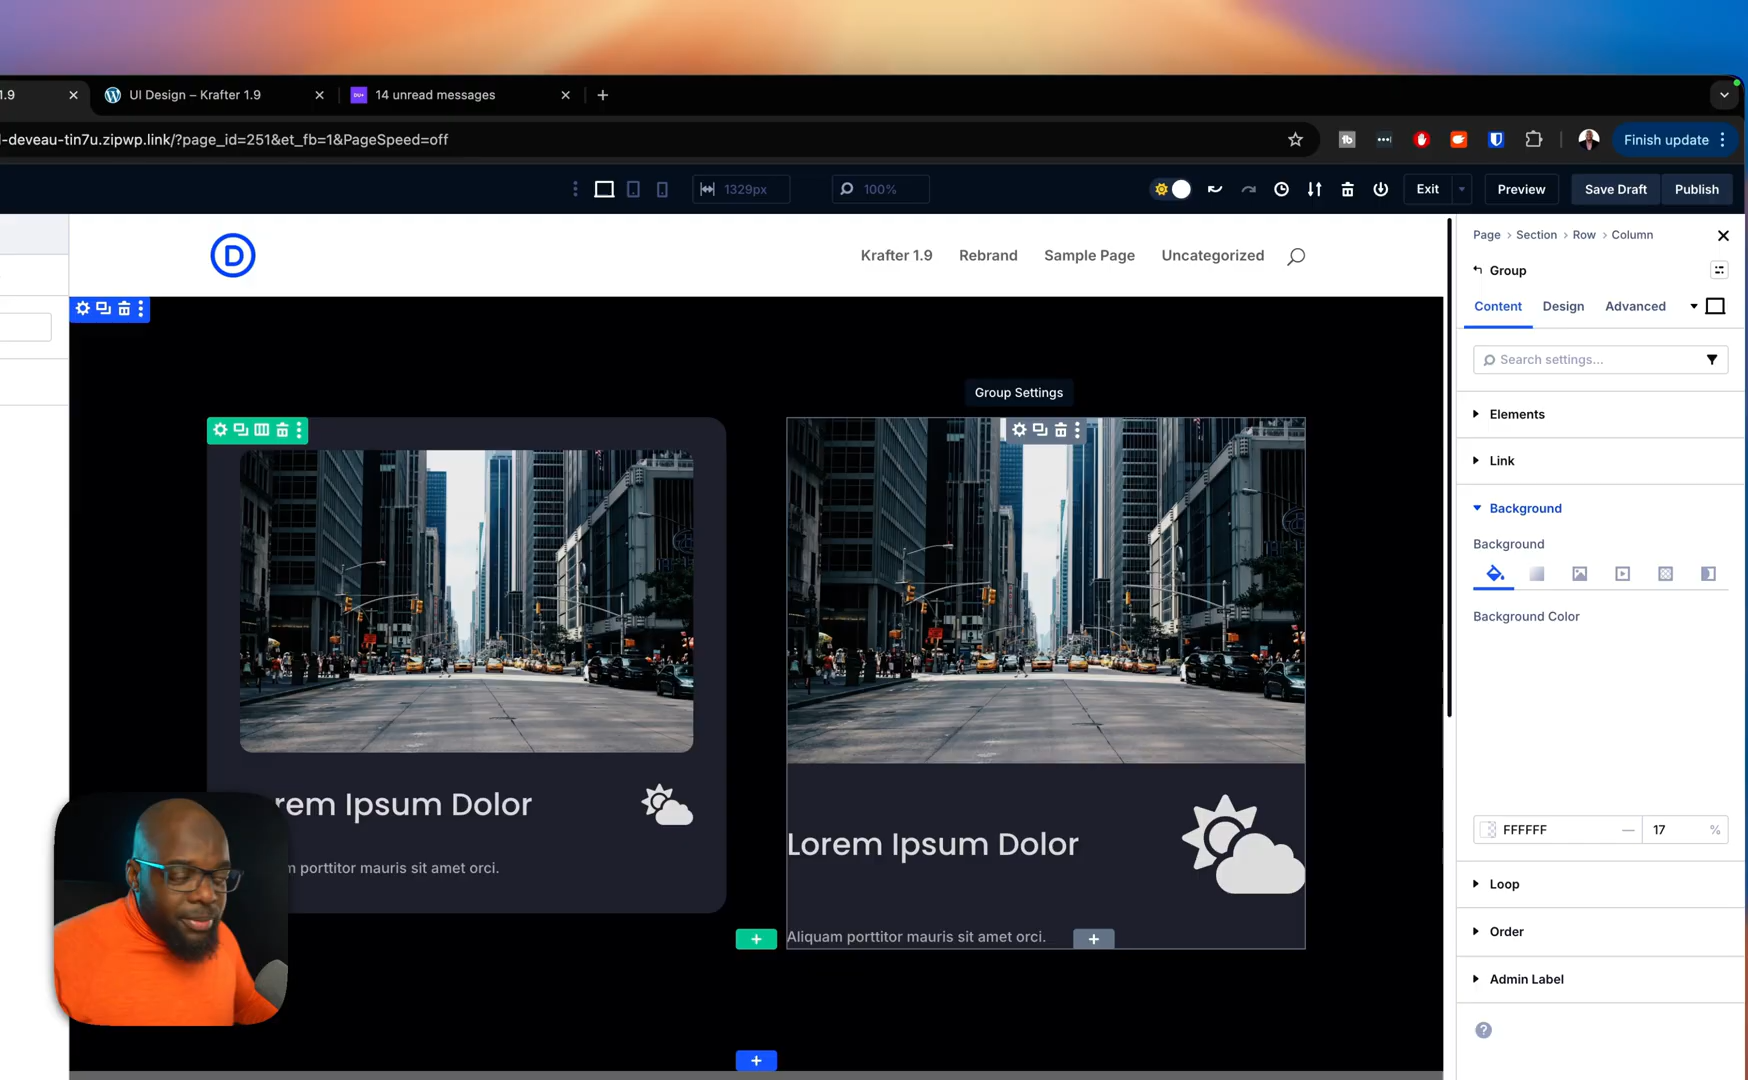 1.9
UI Design – Krafter 1.9
14 unread messages
-deveau-tin7u.zipwp.link/?page_id=251&et_fb=1&PageSpeed=off
Finish update
1329px
100%
Exit
Preview
Save Draft
Publish
D
Krafter 1.9
Rebrand
Sample Page
Uncategorized
Page > Section > Row > Column
Group
Content
Design
Advanced
Search settings...
Group Settings
Elements
Link
Background
Background
Background Color
FFFFFF
17
%
Loop
Order
Admin Label
rem Ipsum Dolor
porttitor mauris sit amet orci.
Lorem Ipsum Dolor
Aliquam porttitor mauris sit amet orci.